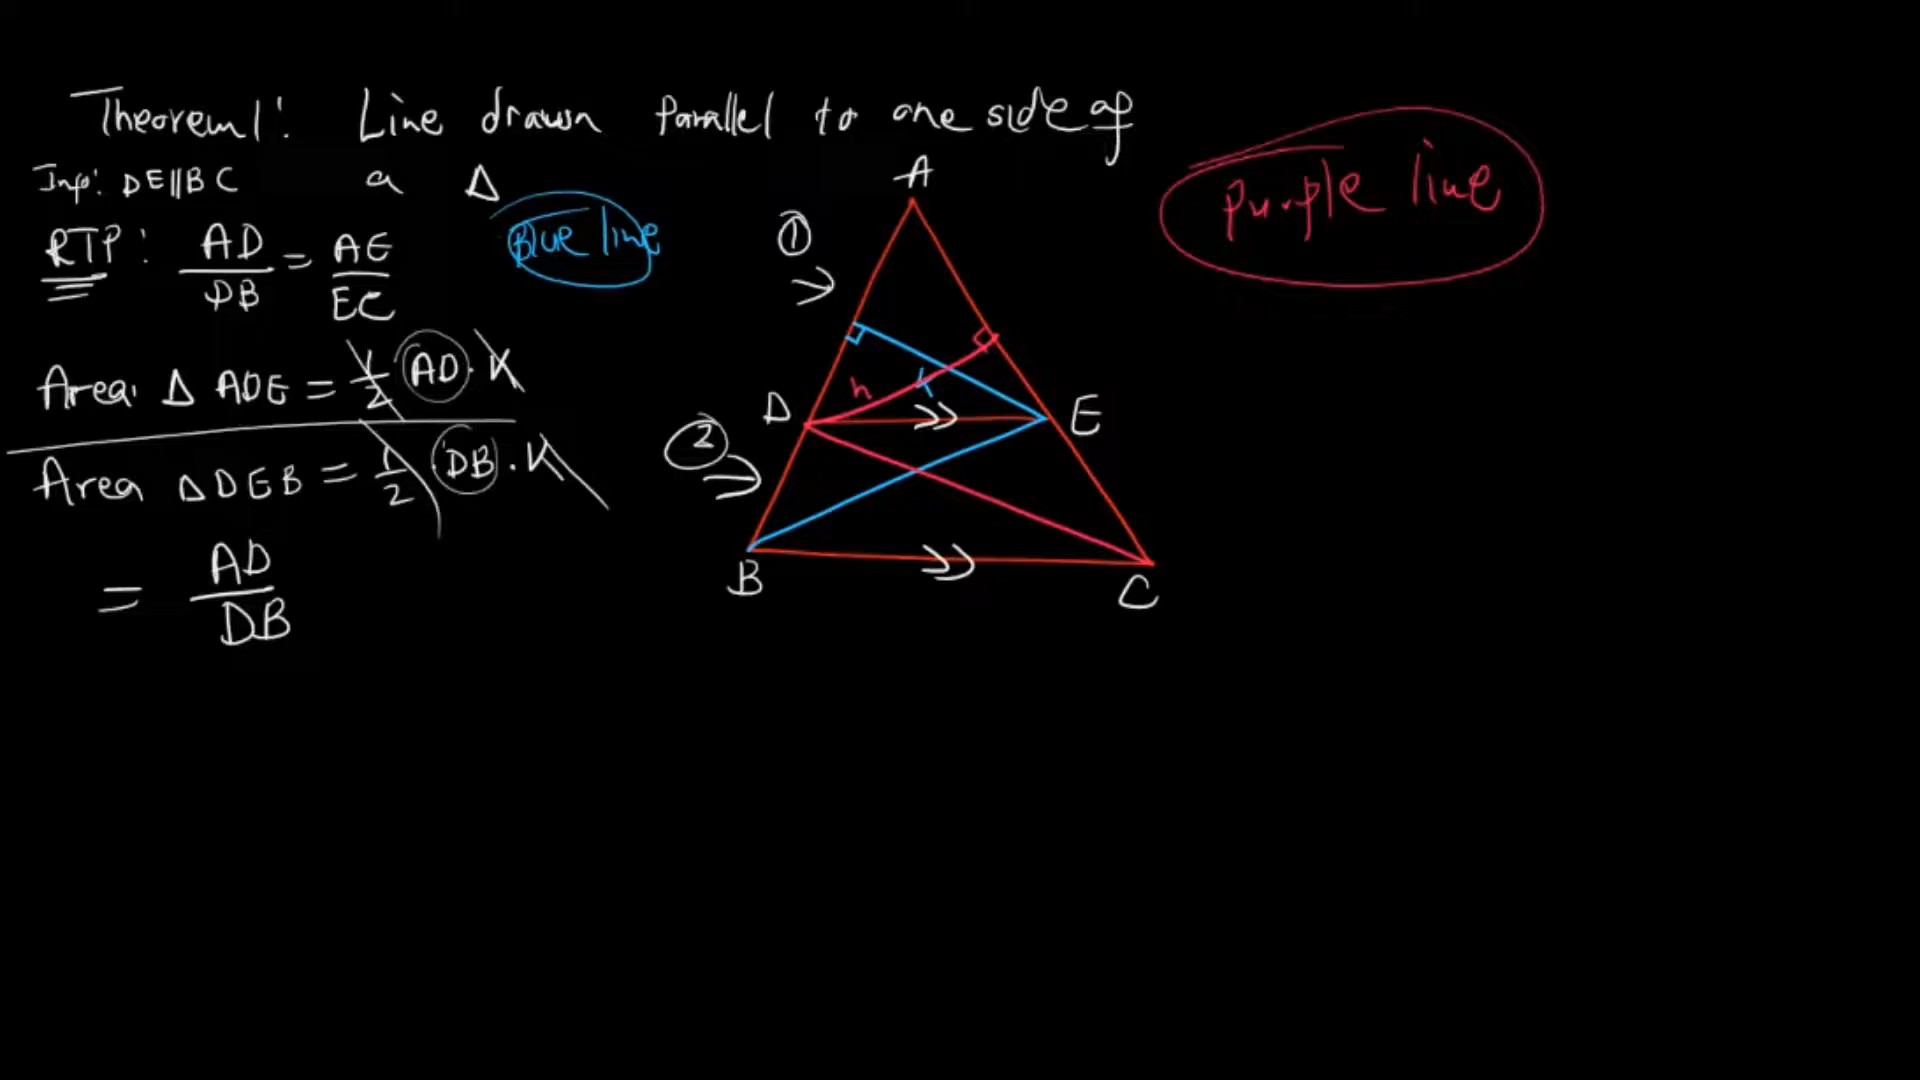 Theorem 1: Line drawn parallel to one side of
a Δ
Info: DE||BC
RTP: AD/DB = AE/EC
Blue line
Purple line
Area Δ ADE = 1/2 AD . k
Area Δ DEB = 1/2 . DB . k
= AD/DB
A
1
h
k
D
E
2
B
C